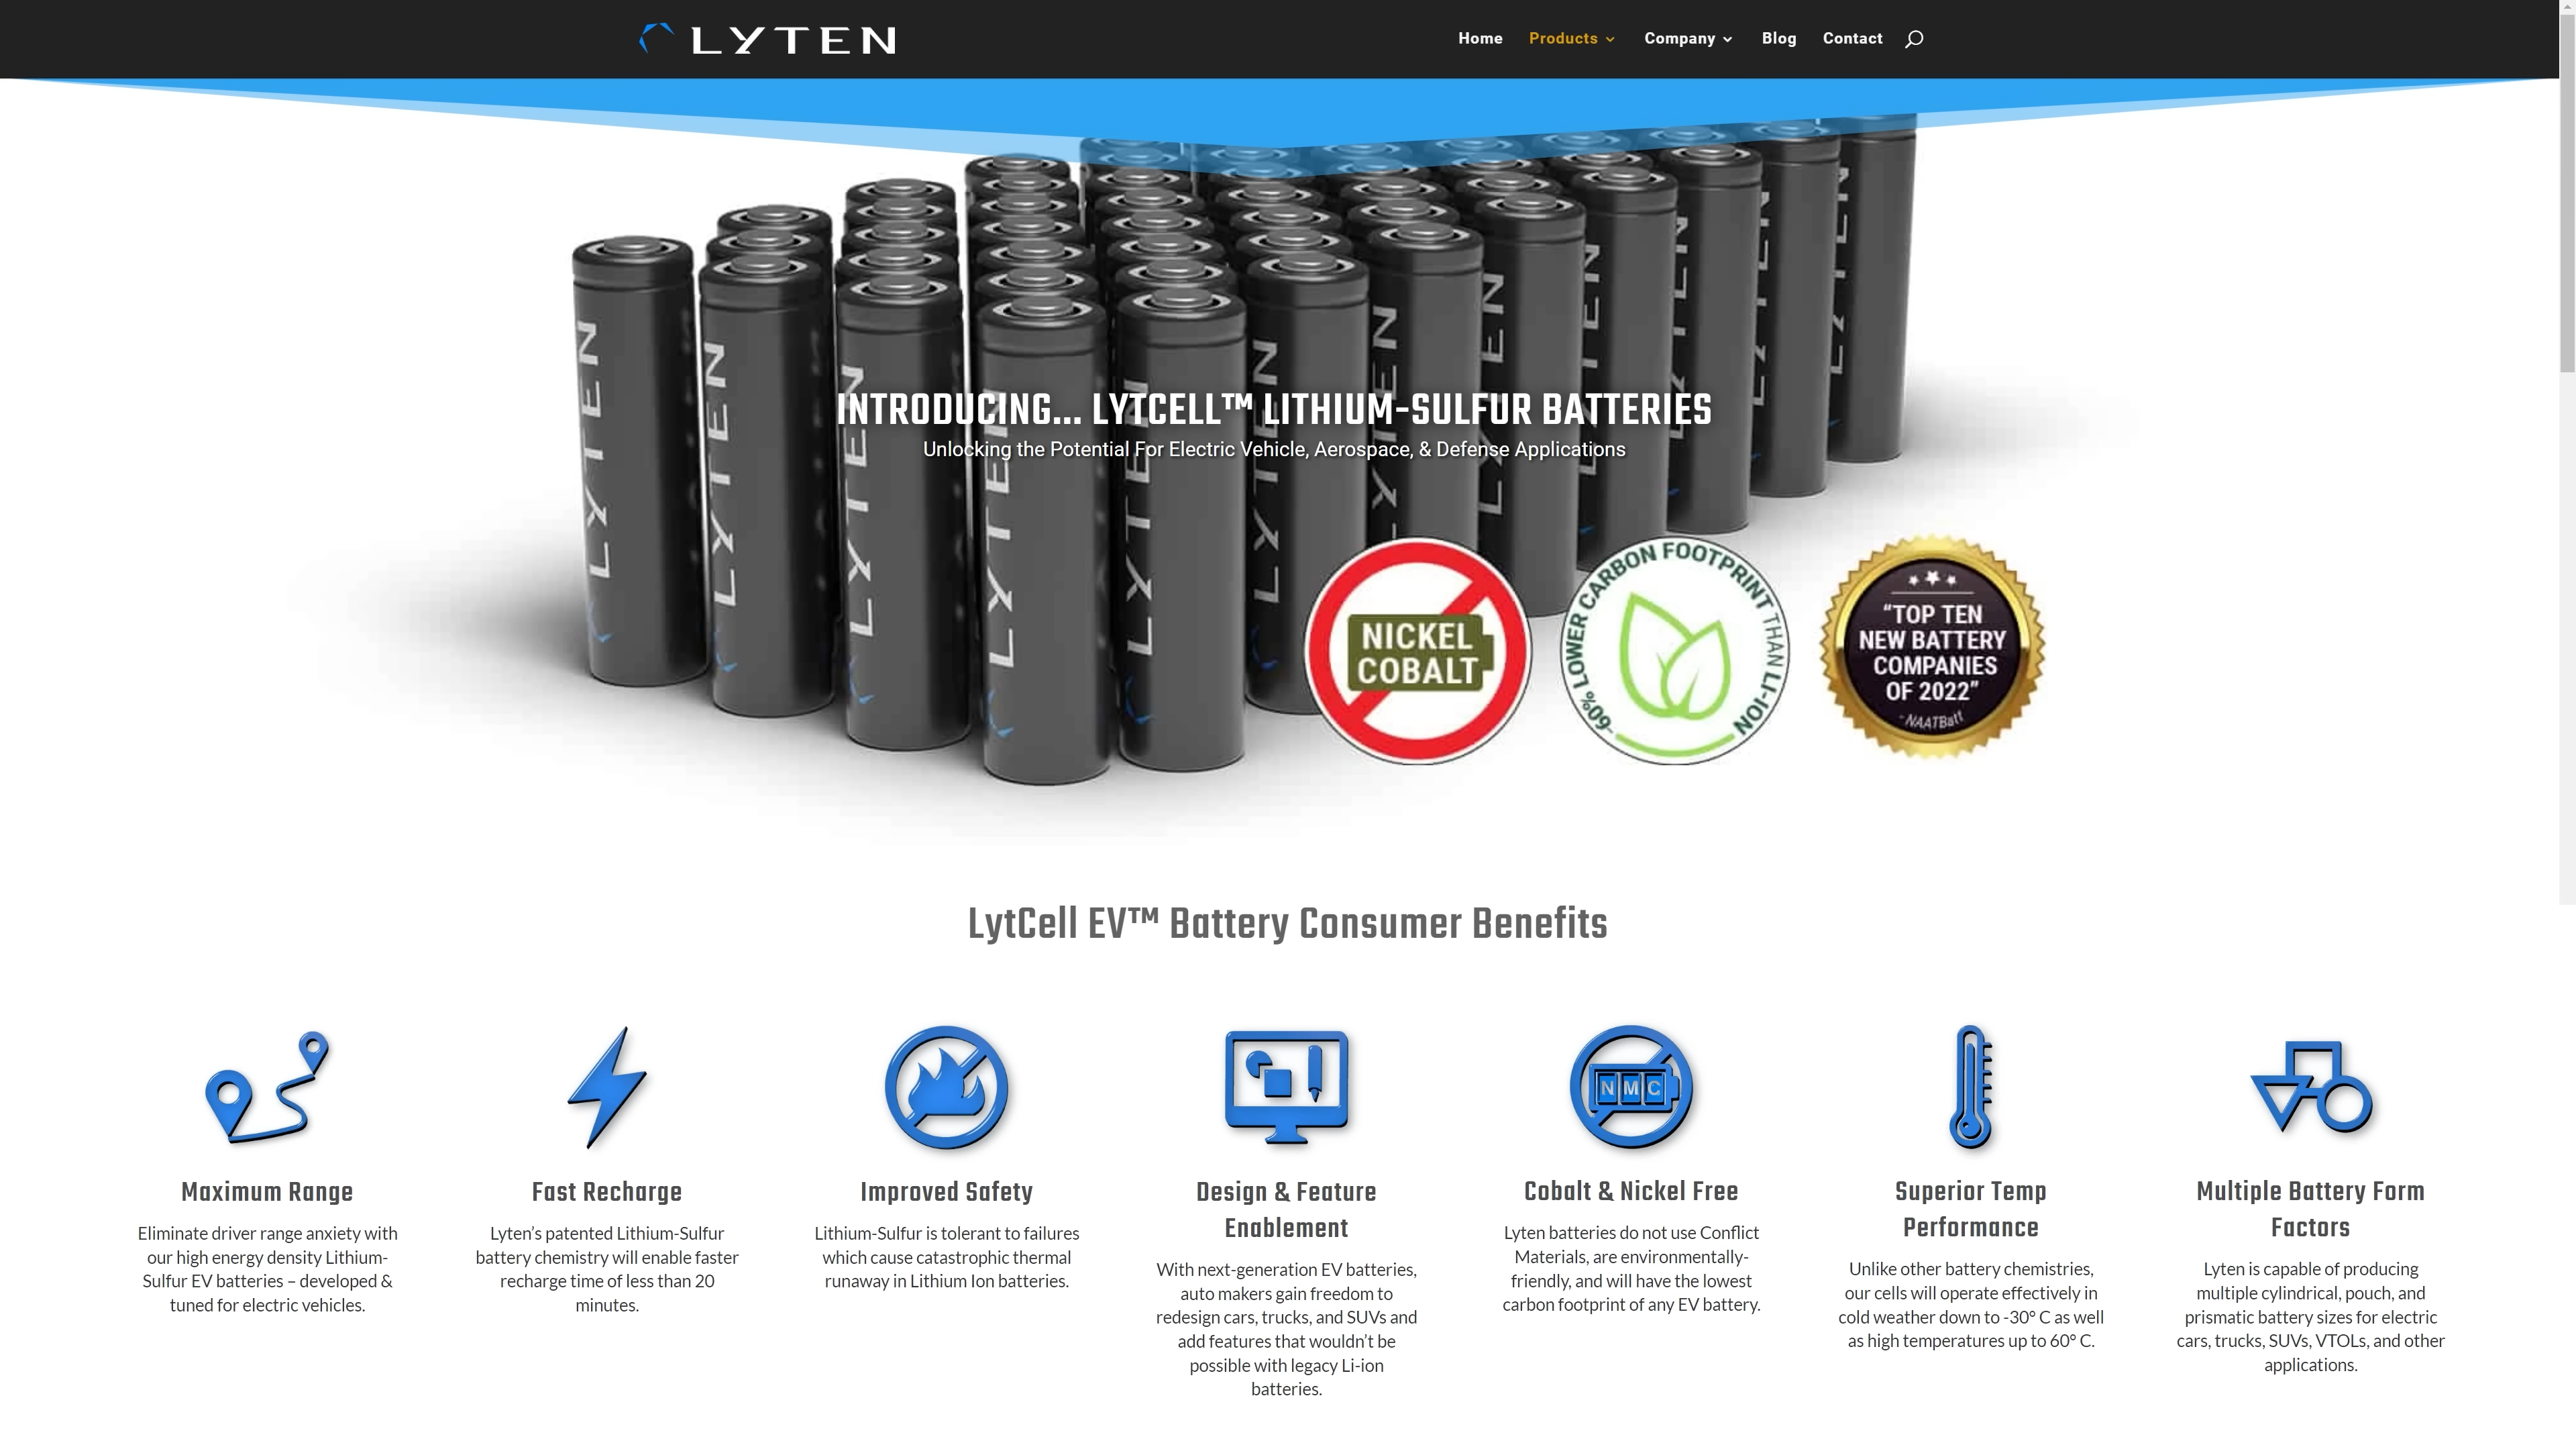 LYTEN
Home
Products
Company
Blog
Contact
LYTEN
LYTEN
LYTEN
LYTEN
LYTEN
LYTEN
INTRODUCING... LYTCELL™ LITHIUM-SULFUR BATTERIES
Unlocking the Potential For Electric Vehicle, Aerospace, & Defense Applications
NICKEL
COBALT
-60% LOWER CARBON FOOTPRINT THAN LI-ION
"TOP TEN
NEW BATTERY
COMPANIES
OF 2022"
- NAATBatt
LytCell EV™ Battery Consumer Benefits
Maximum Range
Eliminate driver range anxiety with
our high energy density Lithium-
Sulfur EV batteries – developed &
tuned for electric vehicles.
Fast Recharge
Lyten's patented Lithium-Sulfur
battery chemistry will enable faster
recharge time of less than 20
minutes.
Improved Safety
Lithium-Sulfur is tolerant to failures
which cause catastrophic thermal
runaway in Lithium Ion batteries.
Design & Feature
Enablement
With next-generation EV batteries,
auto makers gain freedom to
redesign cars, trucks, and SUVs and
add features that wouldn't be
possible with legacy Li-ion
batteries.
NMC
Cobalt & Nickel Free
Lyten batteries do not use Conflict
Materials, are environmentally-
friendly, and will have the lowest
carbon footprint of any EV battery.
Superior Temp
Performance
Unlike other battery chemistries,
our cells will operate effectively in
cold weather down to -30° C as well
as high temperatures up to 60° C.
Multiple Battery Form
Factors
Lyten is capable of producing
multiple cylindrical, pouch, and
prismatic battery sizes for electric
cars, trucks, SUVs, VTOLs, and other
applications.